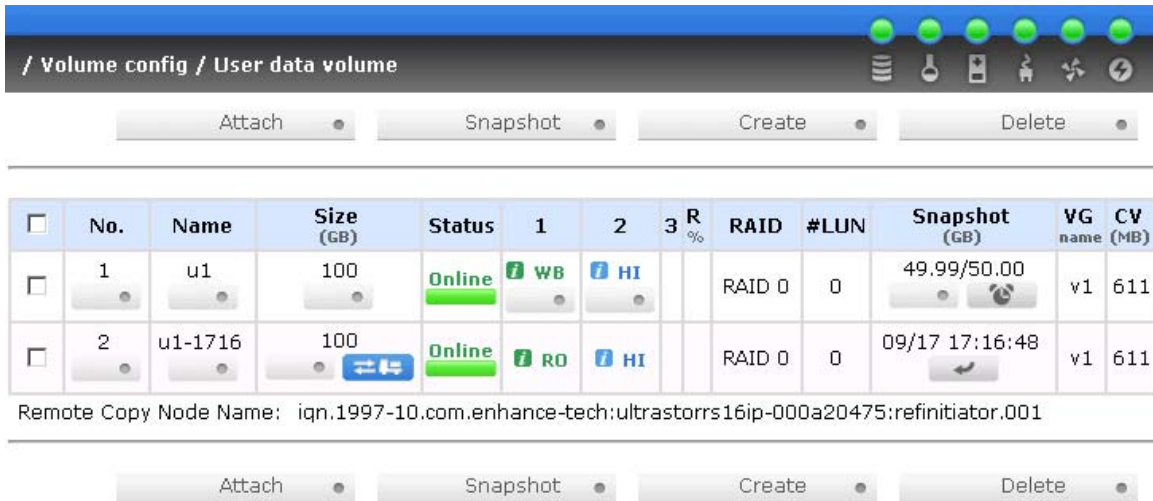 / Volume config / User data volume
Attach Snapshot Create Delete
No. Name Size (GB) Status 1 2 3 R % RAID #LUN Snapshot (GB) VG name CV (MB)
1 u1 100 Online i WB i HI RAID 0 0 49.99/50.00 v1 611
2 u1-1716 100 Online i RO i HI RAID 0 0 09/17 17:16:48 v1 611
Remote Copy Node Name: iqn.1997-10.com.enhance-tech:ultrastorrs16ip-000a20475:refinitiator.001
Attach Snapshot Create Delete